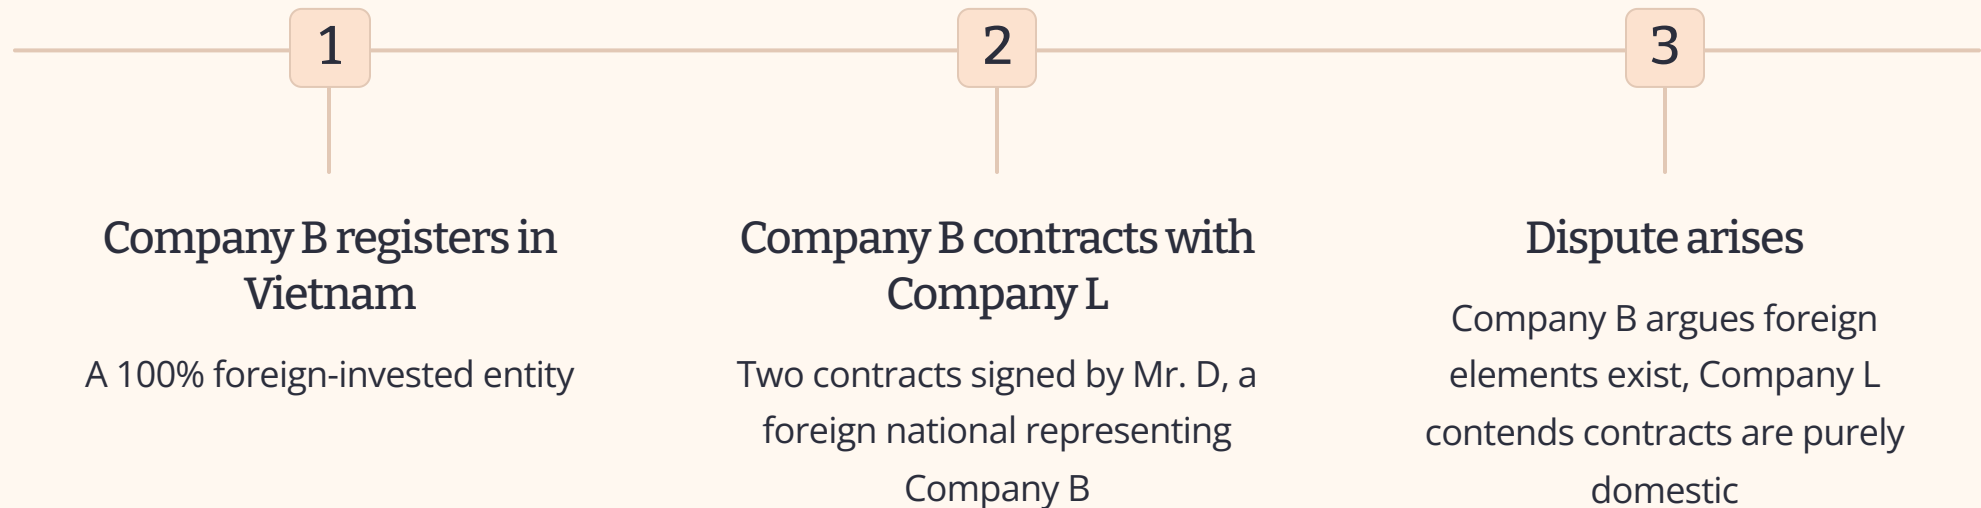 1
Company B registers in
Vietnam
A 100% foreign-invested entity
2
Company B contracts with
Company L
Two contracts signed by Mr. D, a
foreign national representing
Company B
3
Dispute arises
Company B argues foreign
elements exist, Company L
contends contracts are purely
domestic